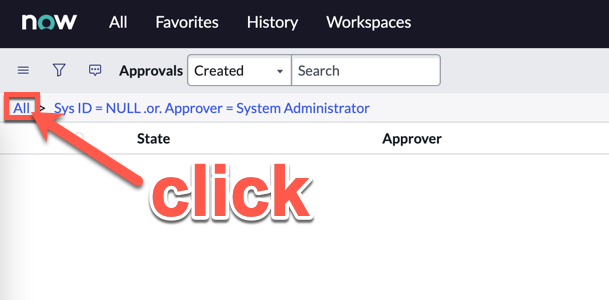 now All Favorites History Workspaces
Approvals Created Search
All > Sys ID = NULL .or. Approver = System Administrator
State Approver
click